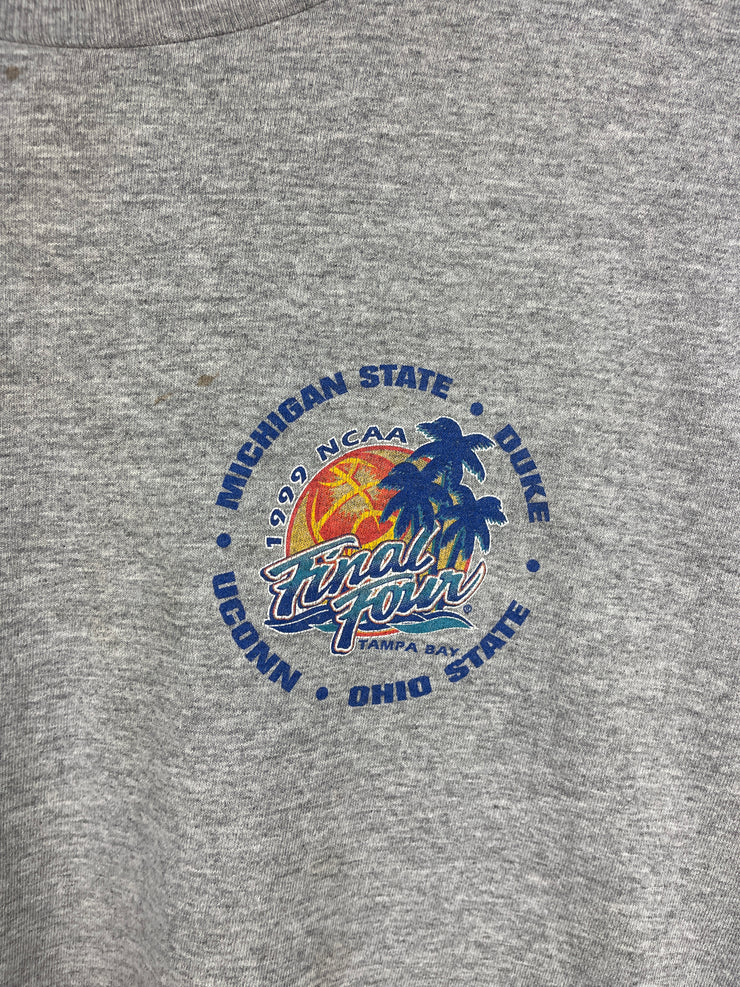 MICHIGAN STATE • DUKE •
OHIO STATE • UCONN •
1999 NCAA
Final
Four®
TAMPA BAY